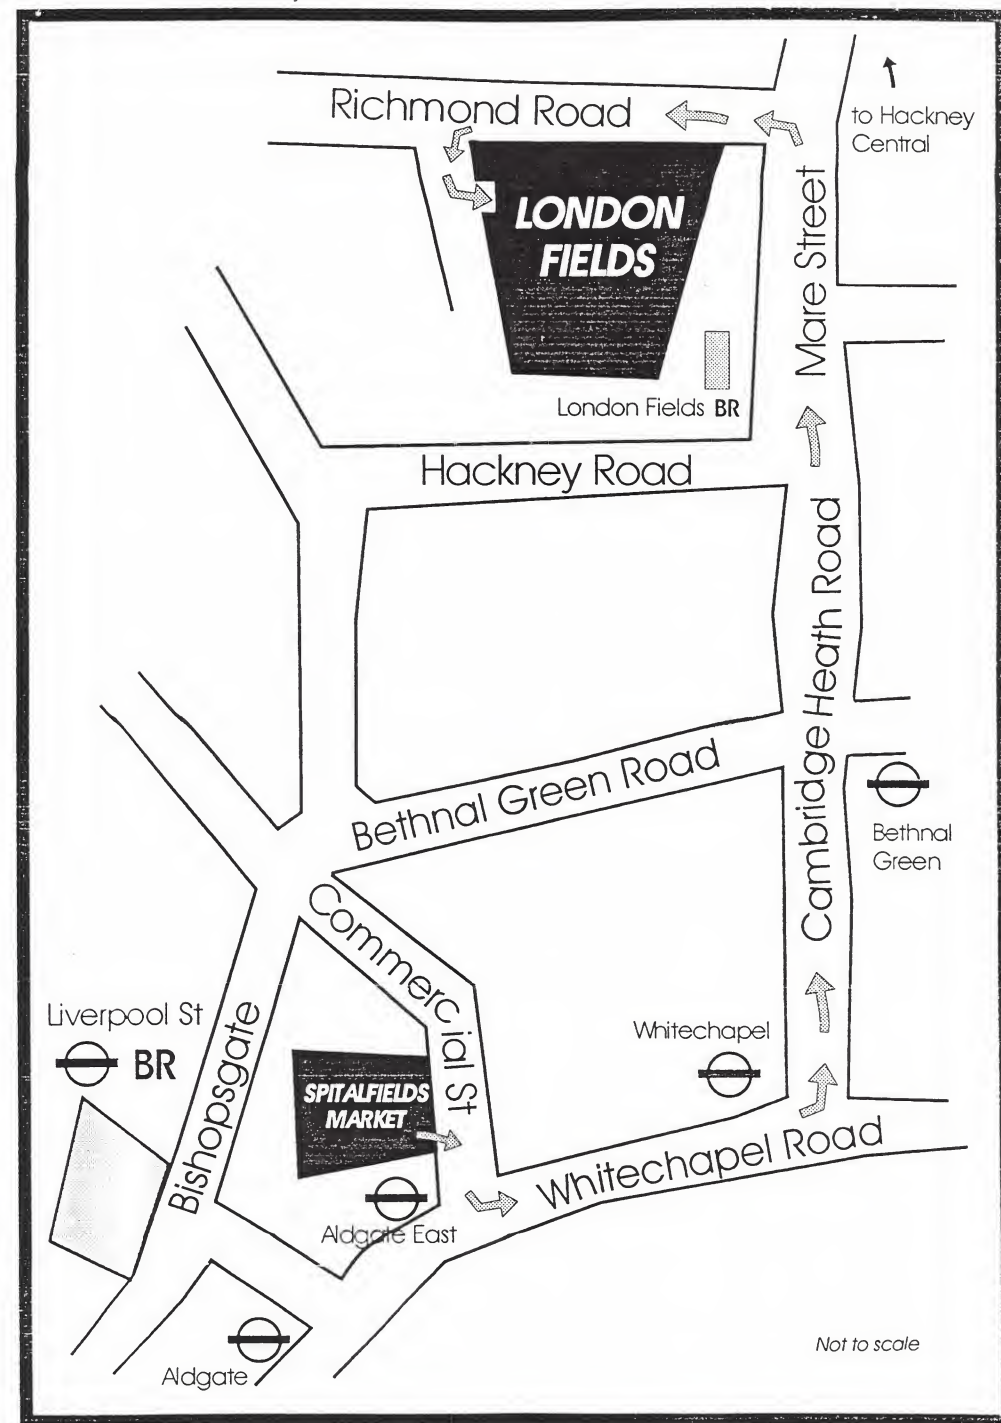 Richmond Road
to Hackney
Central
LONDON
FIELDS
Mare Street
London Fields BR
Hackney Road
Cambridge Heath Road
Bethnal Green Road
Bethnal
Green
Commercial St
Liverpool St
BR
Bishopsgate
Whitechapel
SPITALFIELDS
MARKET
Whitechapel Road
Aldgate East
Not to scale
Aldgate